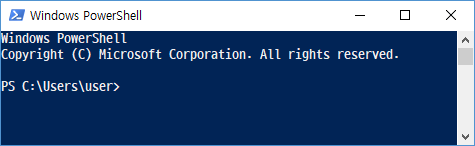 Windows PowerShell
Windows PowerShell
Copyright (C) Microsoft Corporation. All rights reserved.
PS C:\Users\user>